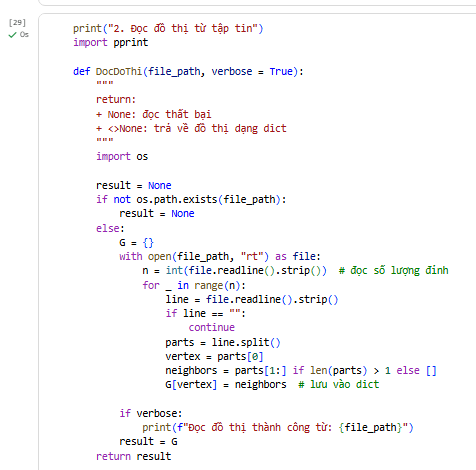 [29]
0s
print("2. Đọc đồ thị từ tập tin")
import pprint
def DocDoThi(file_path, verbose = True):
"""
return:
+ None: đọc thất bại
+ <>None: trả về đồ thị dạng dict
"""
import os
result = None
if not os.path.exists(file_path):
result = None
else:
G = {}
with open(file_path, "rt") as file:
n = int(file.readline().strip())  # đọc số lượng đỉnh
for _ in range(n):
line = file.readline().strip()
if line == "":
continue
parts = line.split()
vertex = parts[0]
neighbors = parts[1:] if len(parts) > 1 else []
G[vertex] = neighbors  # lưu vào dict
if verbose:
print(f"Đọc đồ thị thành công từ: {file_path}")
result = G
return result